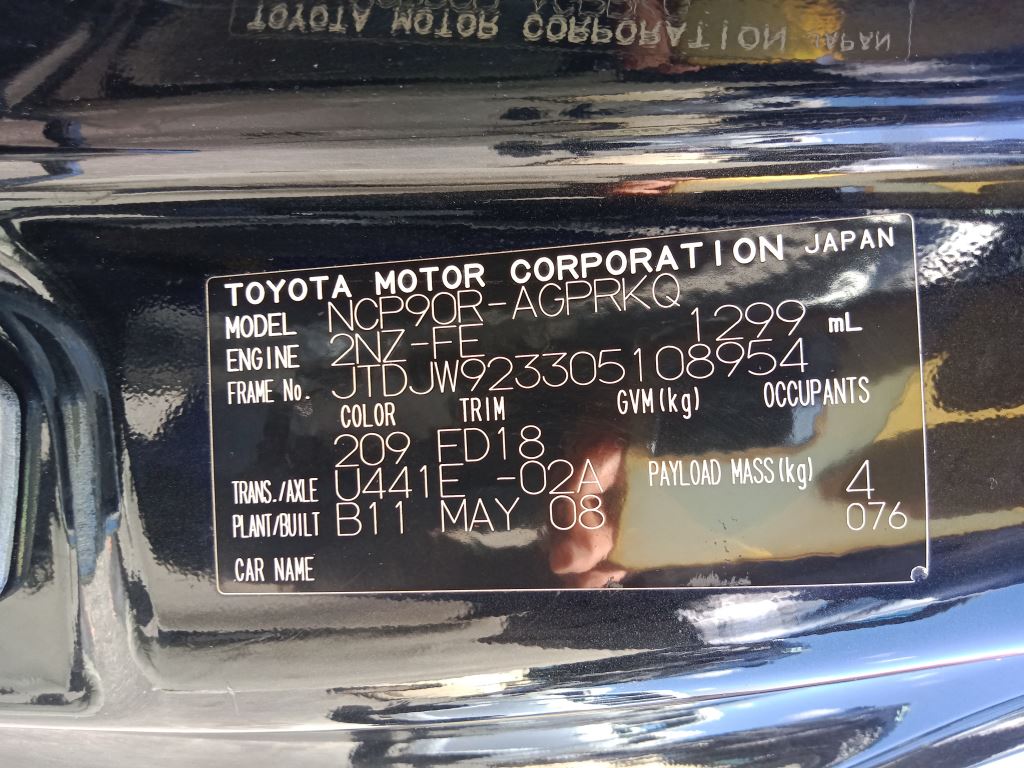 TOYOTA MOTOR CORPORATION JAPAN
TOYOTA MOTOR CORPORATION JAPAN
MODEL NCP90R-AGPRKQ
ENGINE 2NZ-FE 1299 mL
FRAME No. JTDJW923305108954
COLOR TRIM GVM(kg) OCCUPANTS
209 FD18
TRANS./AXLE U441E -02A PAYLOAD MASS(kg) 4
PLANT/BUILT B11 MAY 08 076
CAR NAME